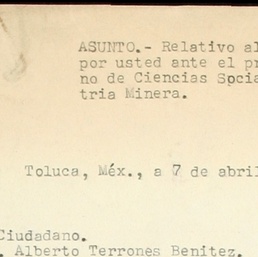 ASUNTO.- Relativo al
por usted ante el pr
no de Ciencias Socia
tria Minera.
Toluca, Méx., a 7 de abril
Ciudadano.
. Alberto Terrones Benitez.